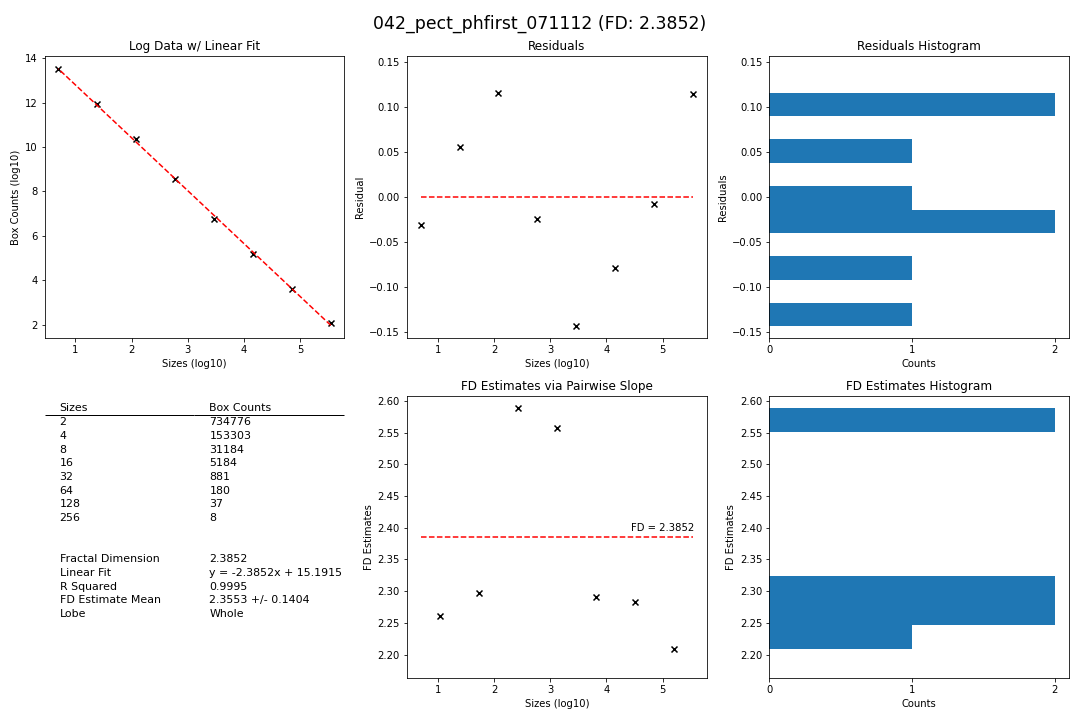 042_pect_phfirst_071112 (FD: 2.3852)
Log Data w/ Linear Fit
14
12
10
8
6
4
2
Box Counts (log10)
1 2 3 4 5
Sizes (log10)
Residuals
0.15
0.10
0.05
0.00
−0.05
−0.10
−0.15
Residual
1 2 3 4 5
Sizes (log10)
Residuals Histogram
0.15
0.10
0.05
0.00
−0.05
−0.10
−0.15
Residuals
0 1 2
Counts
Sizes Box Counts
2 734776
4 153303
8 31184
16 5184
32 881
64 180
128 37
256 8
Fractal Dimension 2.3852
Linear Fit y = -2.3852x + 15.1915
R Squared 0.9995
FD Estimate Mean 2.3553 +/- 0.1404
Lobe Whole
FD Estimates via Pairwise Slope
2.60
2.55
2.50
2.45
2.40
2.35
2.30
2.25
2.20
FD Estimates
FD = 2.3852
1 2 3 4 5
Sizes (log10)
FD Estimates Histogram
2.60
2.55
2.50
2.45
2.40
2.35
2.30
2.25
2.20
FD Estimates
0 1 2
Counts